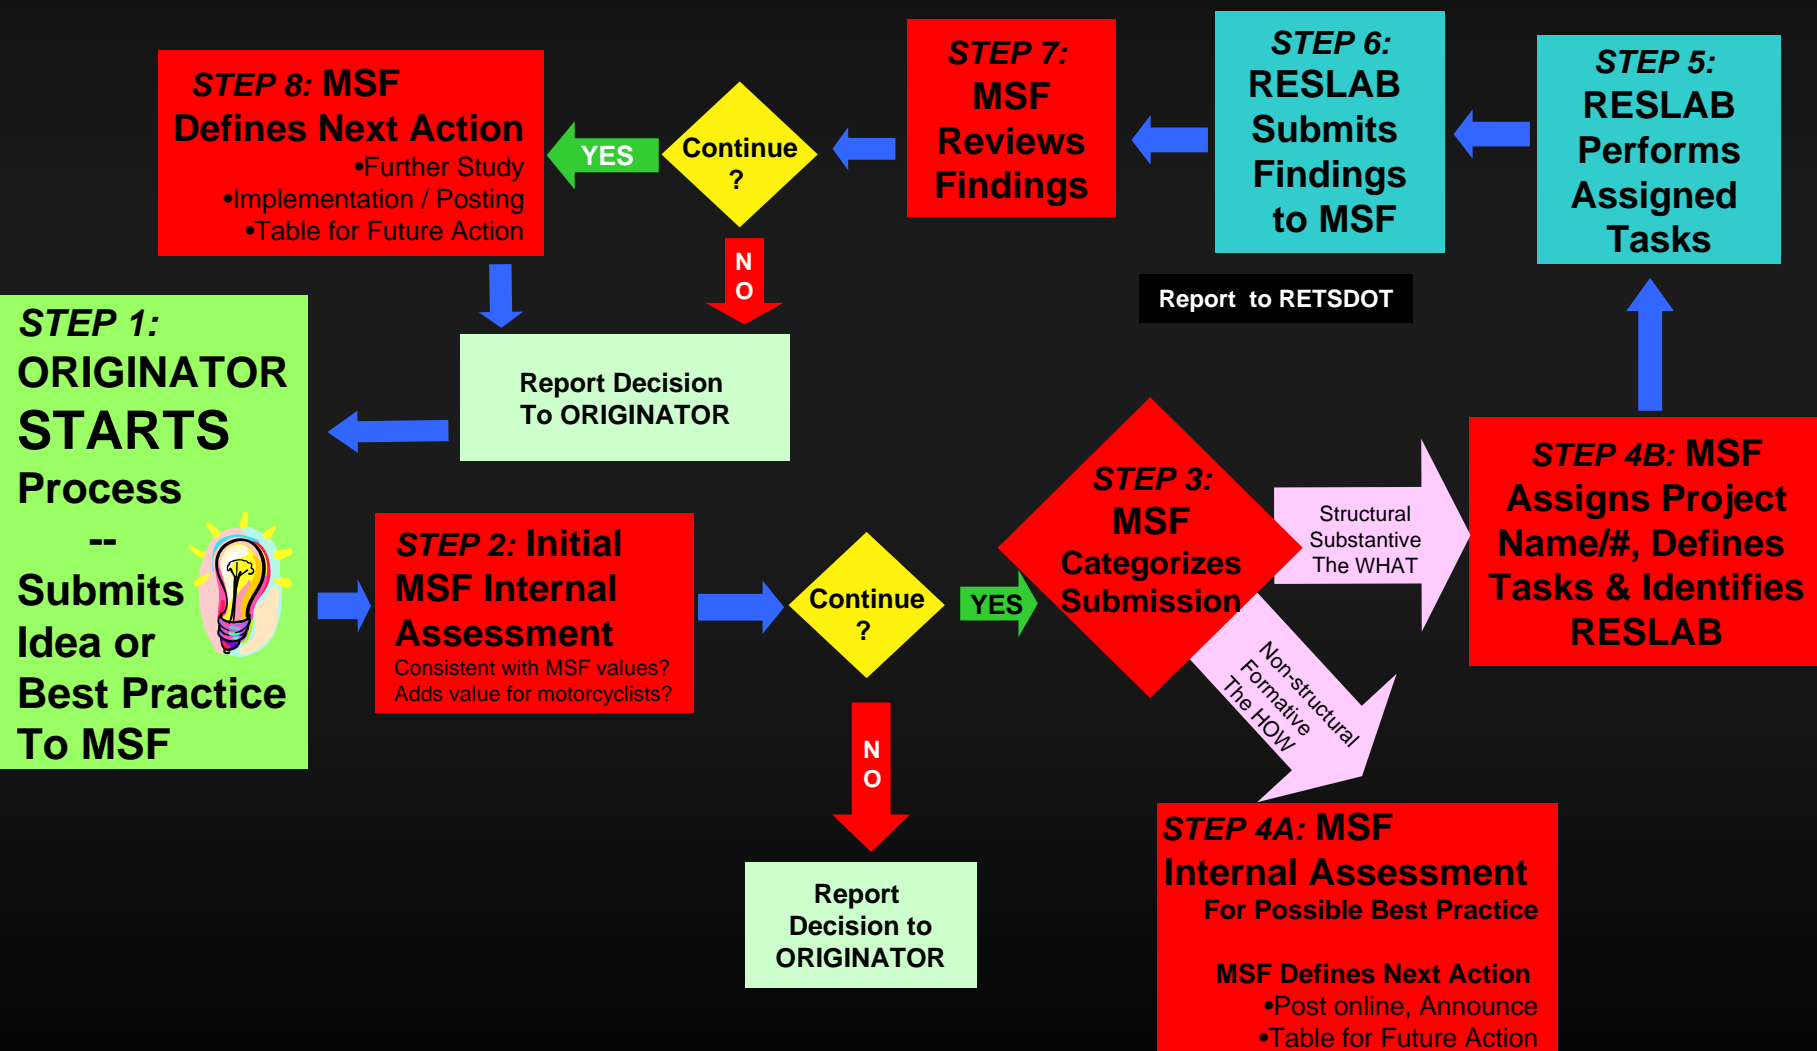 STEP 1:
ORIGINATOR
STARTS
Process
--
Submits
Idea or
Best Practice
To MSF
STEP 2: Initial
MSF Internal
Assessment
Consistent with MSF values?
Adds value for motorcyclists?
Continue
?
YES
N
O
Report
Decision to
ORIGINATOR
STEP 3:
MSF
Categorizes
Submission
Non-structural
Formative
The HOW
STEP 4A: MSF
Internal Assessment
For Possible Best Practice
MSF Defines Next Action
•Post online, Announce
•Table for Future Action
Structural
Substantive
The WHAT
STEP 4B: MSF
Assigns Project
Name/#, Defines
Tasks & Identifies
RESLAB
STEP 5:
RESLAB
Performs
Assigned
Tasks
STEP 6:
RESLAB
Submits
Findings
to MSF
Report to RETSDOT
STEP 7:
MSF
Reviews
Findings
Continue
?
YES
N
O
STEP 8: MSF
Defines Next Action
•Further Study
•Implementation / Posting
•Table for Future Action
Report Decision
To ORIGINATOR